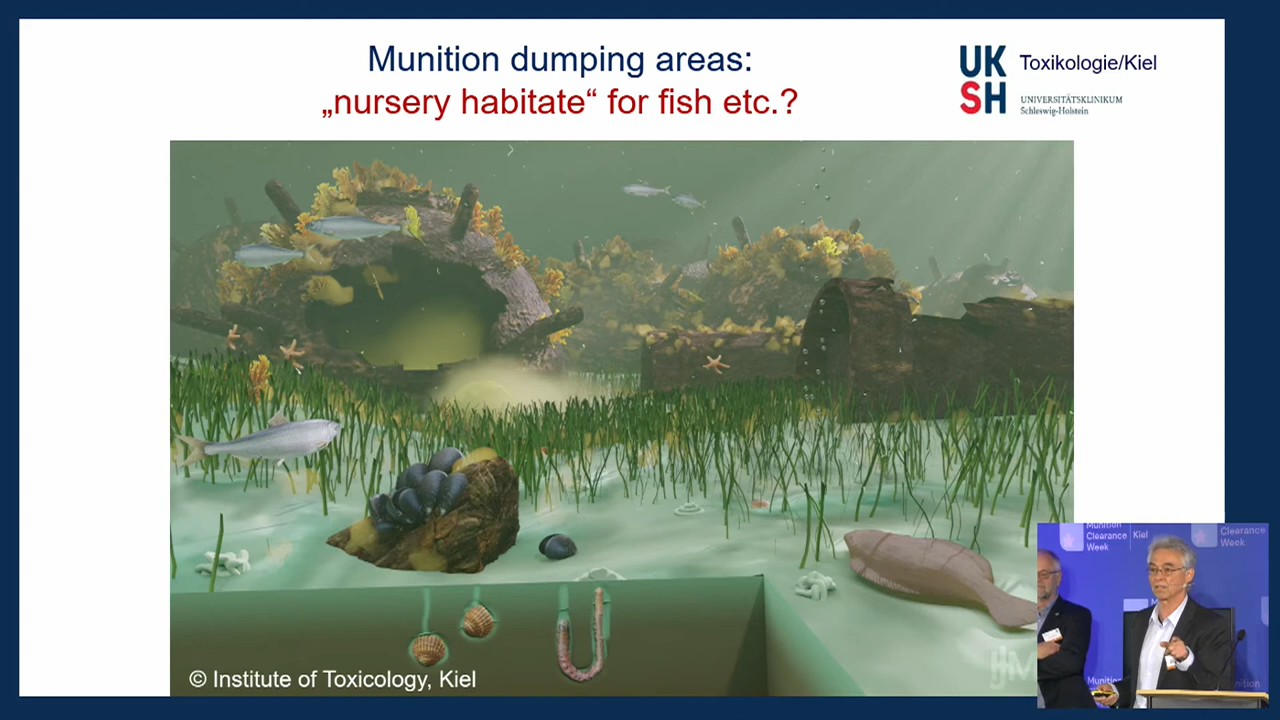 Munition dumping areas:
„nursery habitate“ for fish etc.?
UK
SH
Toxikologie/Kiel
UNIVERSITÄTSKLINIKUM
Schleswig-Holstein
© Institute of Toxicology, Kiel
Munition
Clearance
Week
Kiel
Clearance
Week